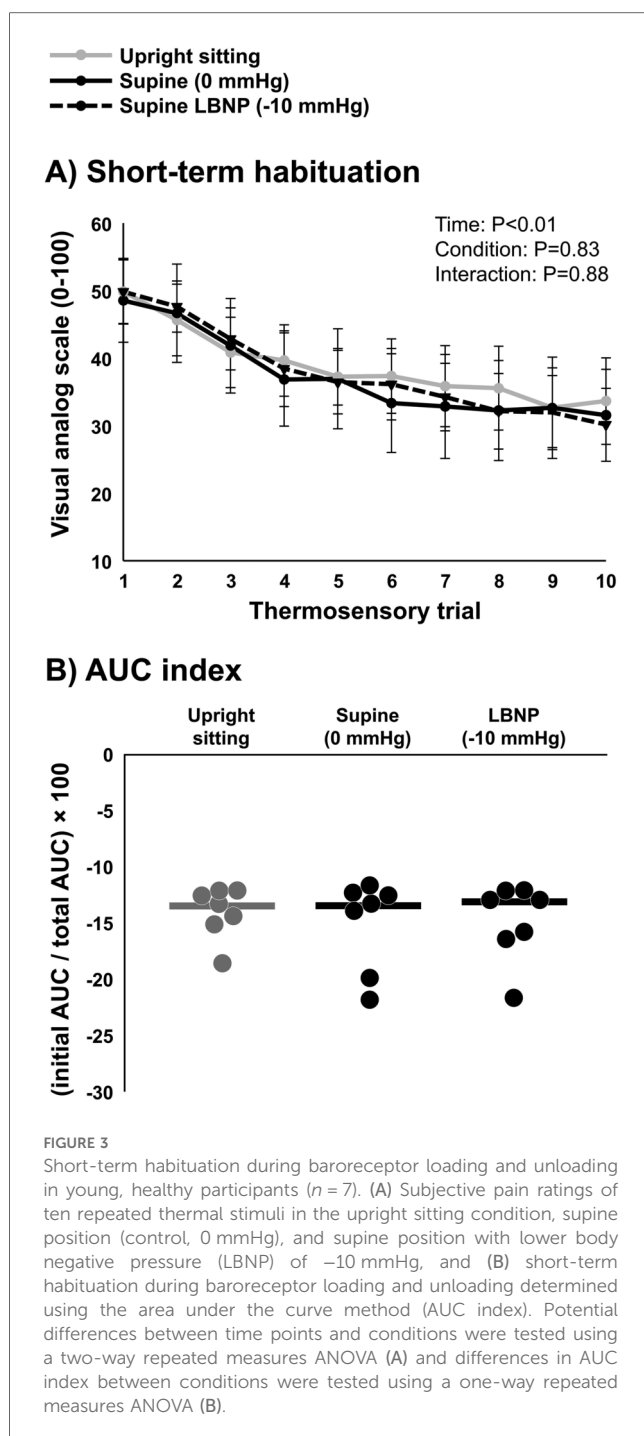 Upright sitting
Supine (0 mmHg)
Supine LBNP (-10 mmHg)
A) Short-term habituation
Time: P<0.01
Condition: P=0.83
Interaction: P=0.88
Visual analog scale (0-100)
60
50
40
30
20
10
1 2 3 4 5 6 7 8 9 10
Thermosensory trial
B) AUC index
Upright sitting
Supine (0 mmHg)
LBNP (-10 mmHg)
(initial AUC / total AUC) × 100
0
-5
-10
-15
-20
-25
-30
FIGURE 3
Short-term habituation during baroreceptor loading and unloading
in young, healthy participants (n = 7). (A) Subjective pain ratings of
ten repeated thermal stimuli in the upright sitting condition, supine
position (control, 0 mmHg), and supine position with lower body
negative pressure (LBNP) of −10 mmHg, and (B) short-term
habituation during baroreceptor loading and unloading determined
using the area under the curve method (AUC index). Potential
differences between time points and conditions were tested using
a two-way repeated measures ANOVA (A) and differences in AUC
index between conditions were tested using a one-way repeated
measures ANOVA (B).